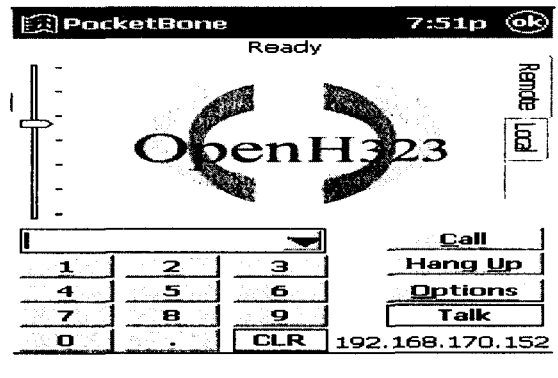 PocketBone 7:51p ok
Ready
Remote
Local
OpenH323
Call
1 2 3 Hang Up
4 5 6 Options
7 8 9 Talk
0 . CLR 192.168.170.152